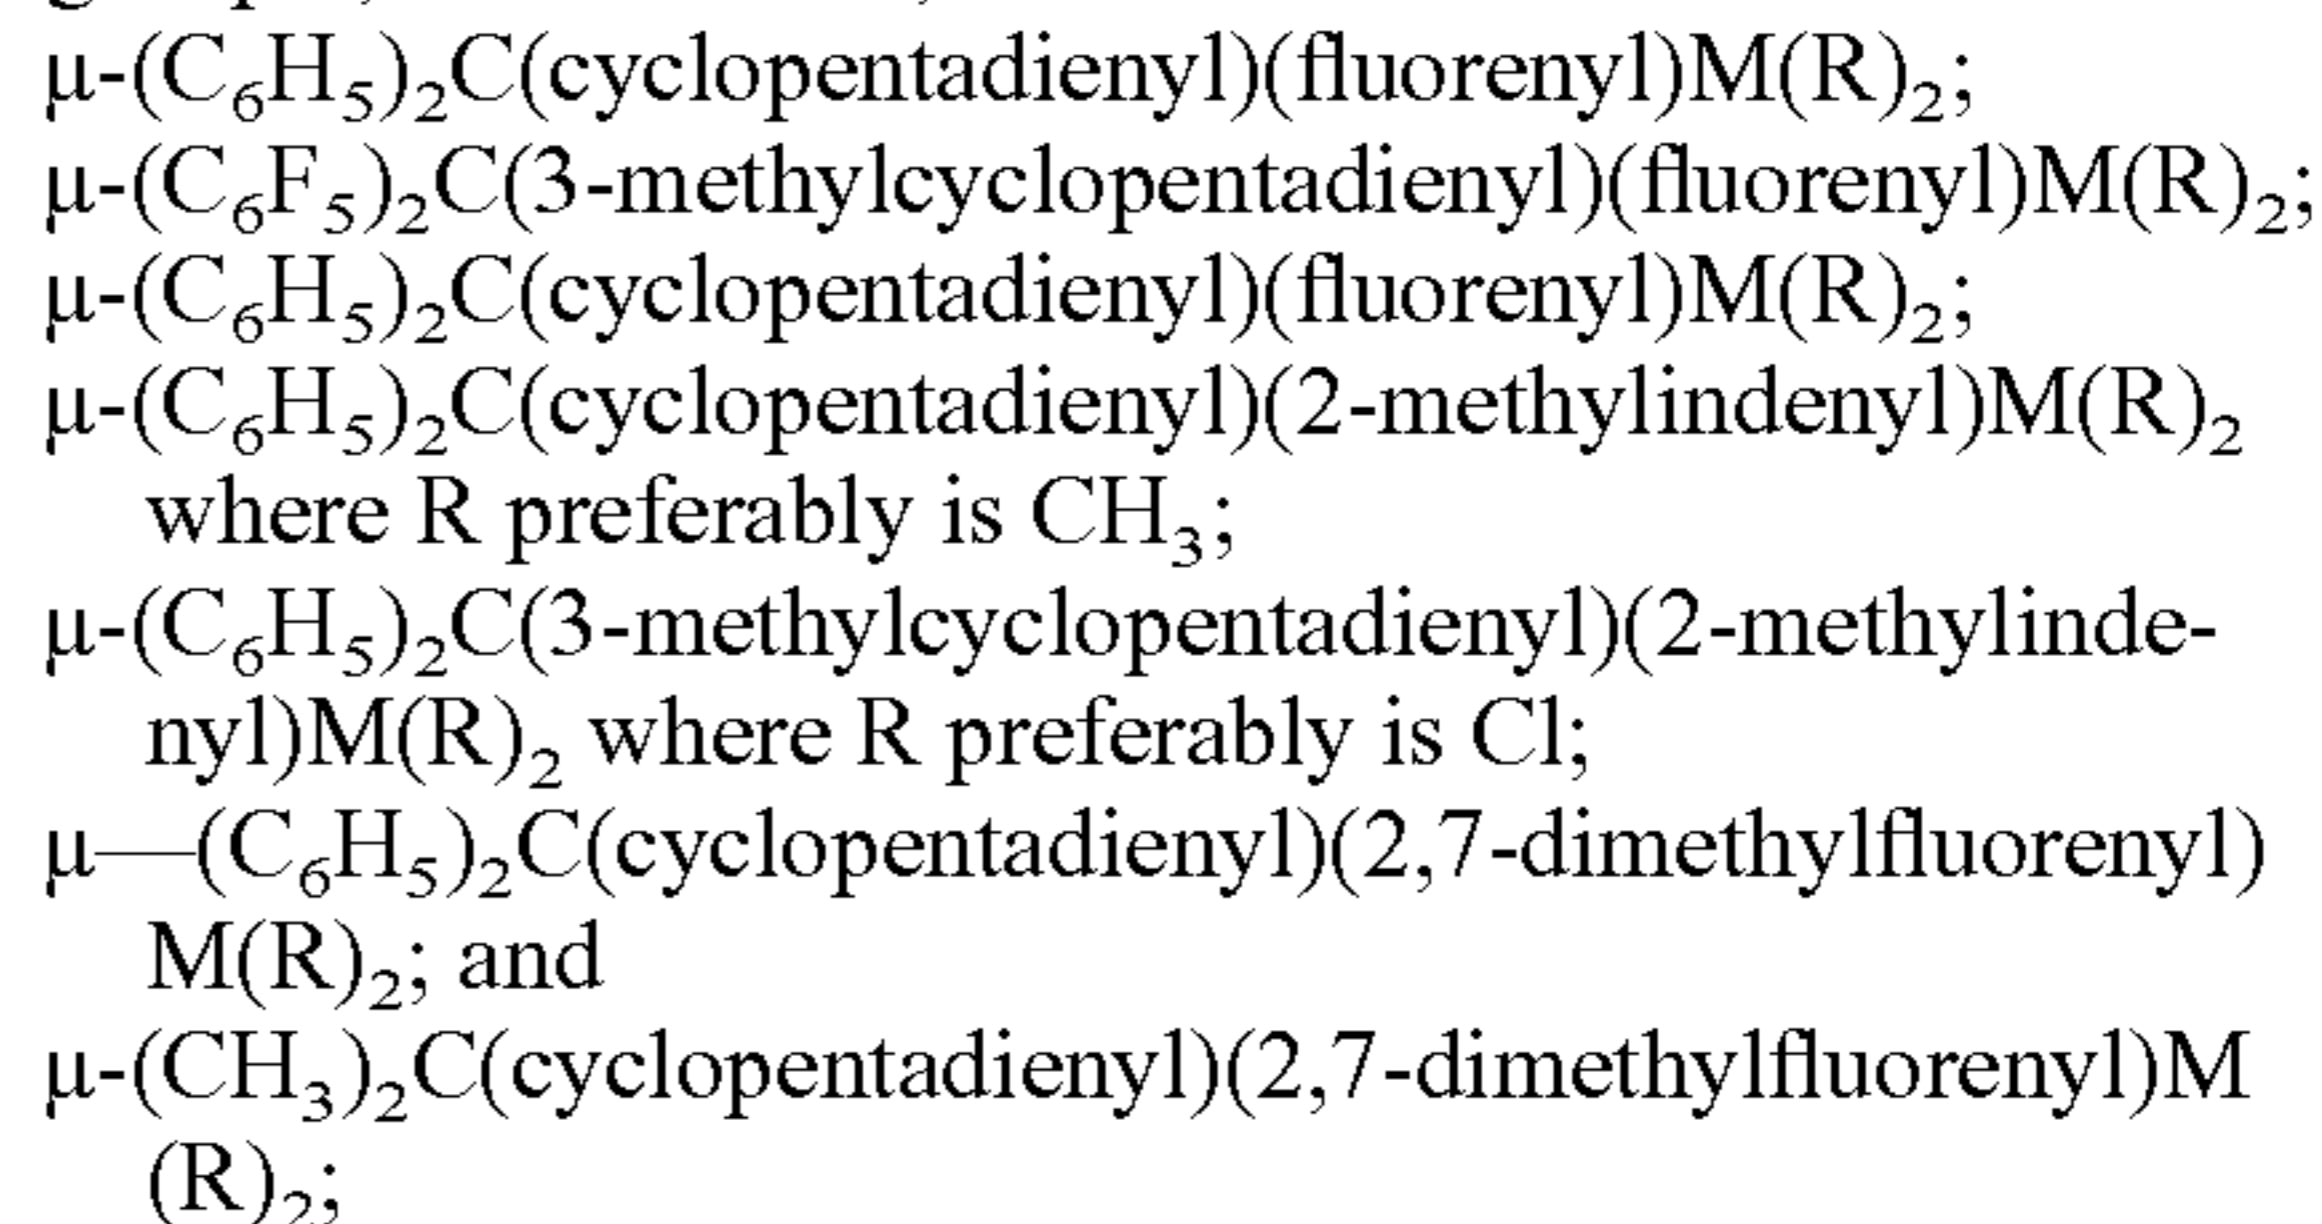 μ-(C₆H₅)₂C(cyclopentadienyl)(fluorenyl)M(R)₂;
μ-(C₆F₅)₂C(3-methylcyclopentadienyl)(fluorenyl)M(R)₂;
μ-(C₆H₅)₂C(cyclopentadienyl)(fluorenyl)M(R)₂;
μ-(C₆H₅)₂C(cyclopentadienyl)(2-methylindenyl)M(R)₂
where R preferably is CH₃;
μ-(C₆H₅)₂C(3-methylcyclopentadienyl)(2-methylinde-
nyl)M(R)₂ where R preferably is Cl;
μ—(C₆H₅)₂C(cyclopentadienyl)(2,7-dimethylfluorenyl)
M(R)₂; and
μ-(CH₃)₂C(cyclopentadienyl)(2,7-dimethylfluorenyl)M
(R)₂;